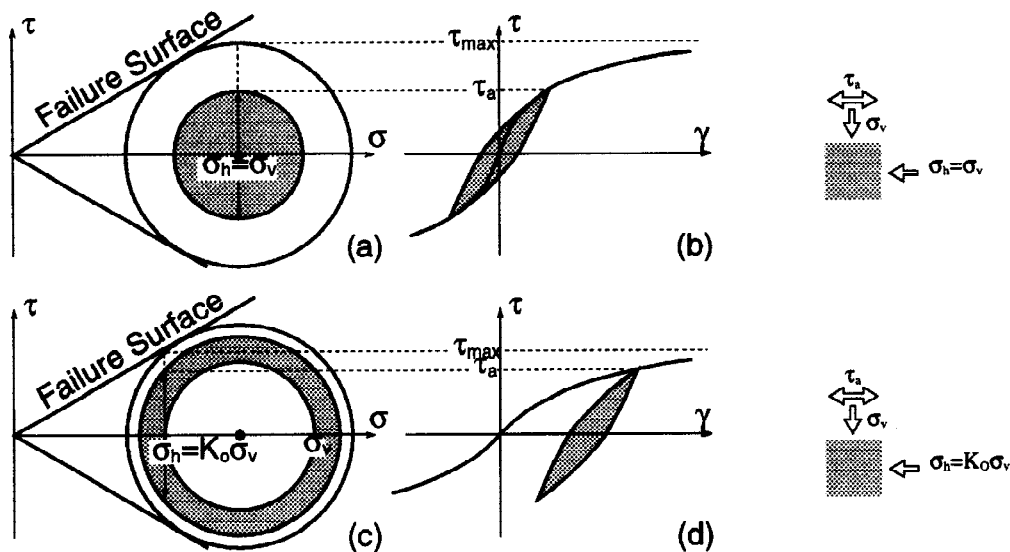 τ
Failure Surface
σ
σh=σv
(a)
τ
τmax
τa
γ
(b)
τa
σv
σh=σv
τ
Failure Surface
σ
σh=Koσv
σv
(c)
τ
τmax
τa
γ
(d)
τa
σv
σh=KOσv